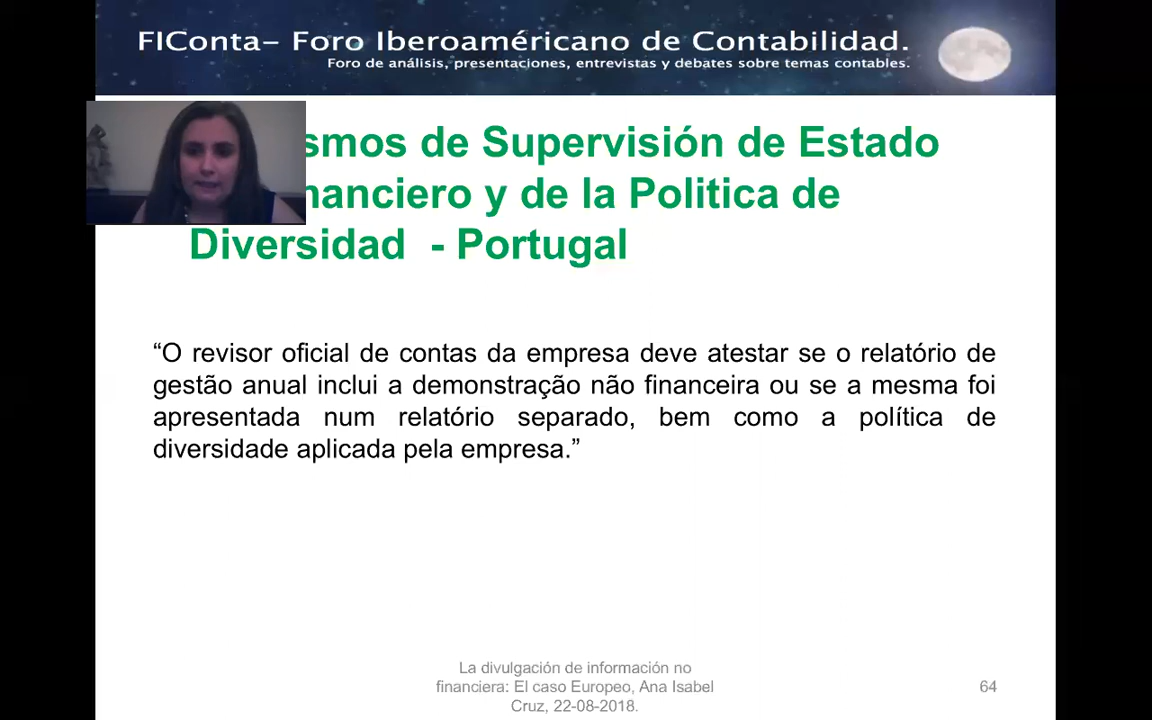 FIConta– Foro Iberoaméricano de Contabilidad.
Foro de análisis, presentaciones, entrevistas y debates sobre temas contables.
smos de Supervisión de Estado
nanciero y de la Politica de
Diversidad - Portugal
“O revisor oficial de contas da empresa deve atestar se o relatório de
gestão anual inclui a demonstração não financeira ou se a mesma foi
apresentada num relatório separado, bem como a política de
diversidade aplicada pela empresa.”
La divulgación de información no
financiera: El caso Europeo, Ana Isabel
Cruz, 22-08-2018.
64